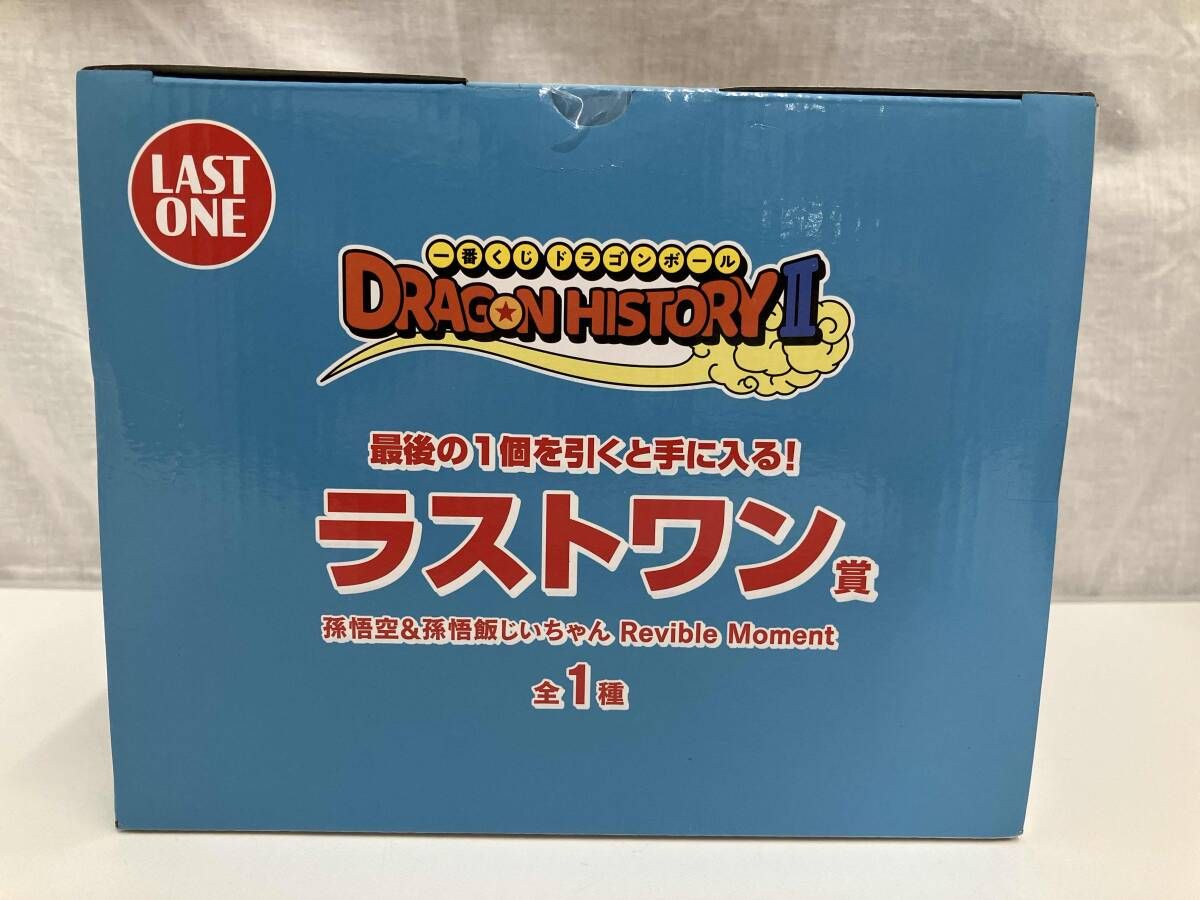 LAST
ONE
一番くじ ドラゴンボール
DRAGON HISTORY II
最後の1個を引くと手に入る!
ラストワン賞
孫悟空&孫悟飯じいちゃん Revible Moment
全1種